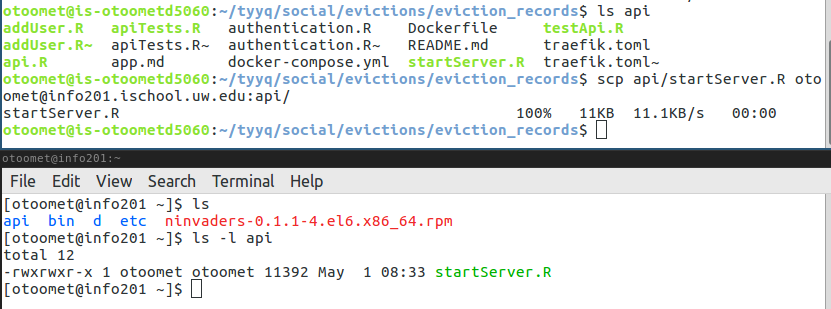 otoomet@is-otoometd5060:~/tyyq/social/evictions/eviction_records$ ls api
addUser.R   apiTests.R   authentication.R    Dockerfile      testApi.R
addUser.R~  apiTests.R~  authentication.R~   README.md       traefik.toml
api.R       app.md       docker-compose.yml  startServer.R   traefik.toml~
otoomet@is-otoometd5060:~/tyyq/social/evictions/eviction_records$ scp api/startServer.R oto
omet@info201.ischool.uw.edu:api/
startServer.R                                 100%   11KB  11.1KB/s   00:00
otoomet@is-otoometd5060:~/tyyq/social/evictions/eviction_records$
otoomet@info201:~
File Edit View Search Terminal Help
[otoomet@info201 ~]$ ls
api  bin  d  etc  ninvaders-0.1.1-4.el6.x86_64.rpm
[otoomet@info201 ~]$ ls -l api
total 12
-rwxrwxr-x 1 otoomet otoomet 11392 May  1 08:33 startServer.R
[otoomet@info201 ~]$